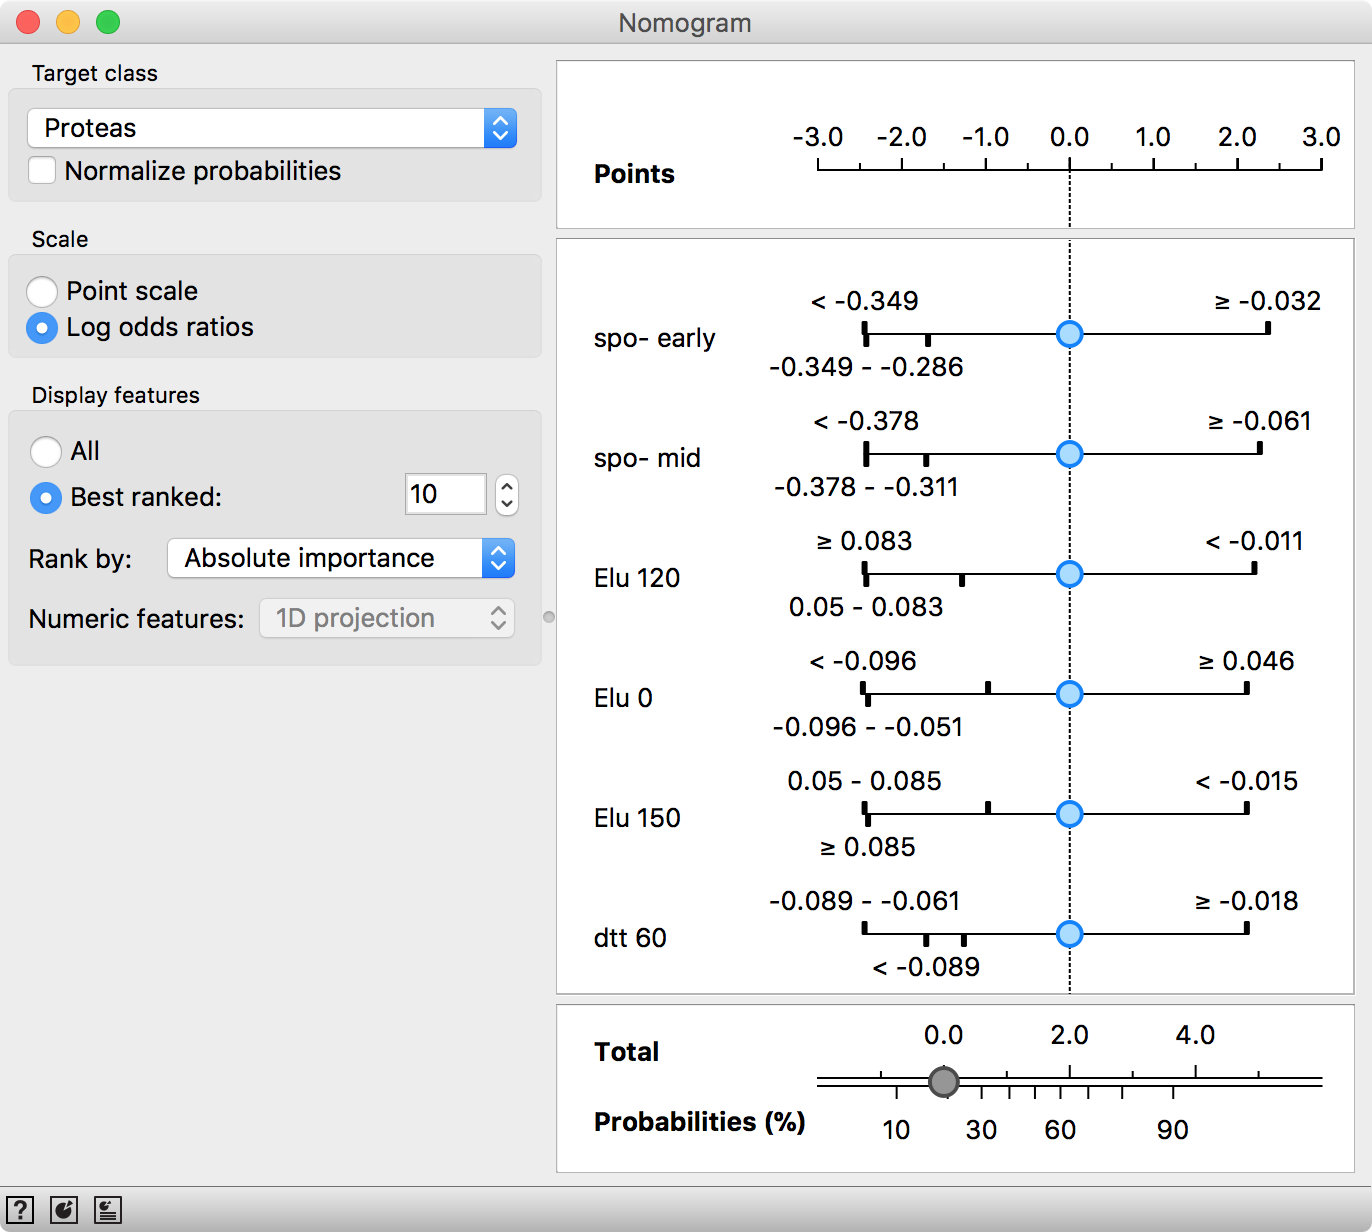 Nomogram
Target class
Proteas
Normalize probabilities
Scale
Point scale
Log odds ratios
Display features
All
Best ranked: 10
Rank by: Absolute importance
Numeric features: 1D projection
-3.0 -2.0 -1.0 0.0 1.0 2.0 3.0
Points
< -0.349 ≥ -0.032
spo- early
-0.349 - -0.286
< -0.378 ≥ -0.061
spo- mid
-0.378 - -0.311
≥ 0.083 < -0.011
Elu 120
0.05 - 0.083
< -0.096 ≥ 0.046
Elu 0
-0.096 - -0.051
0.05 - 0.085 < -0.015
Elu 150
≥ 0.085
-0.089 - -0.061 ≥ -0.018
dtt 60
< -0.089
0.0 2.0 4.0
Total
Probabilities (%)
10 30 60 90
?